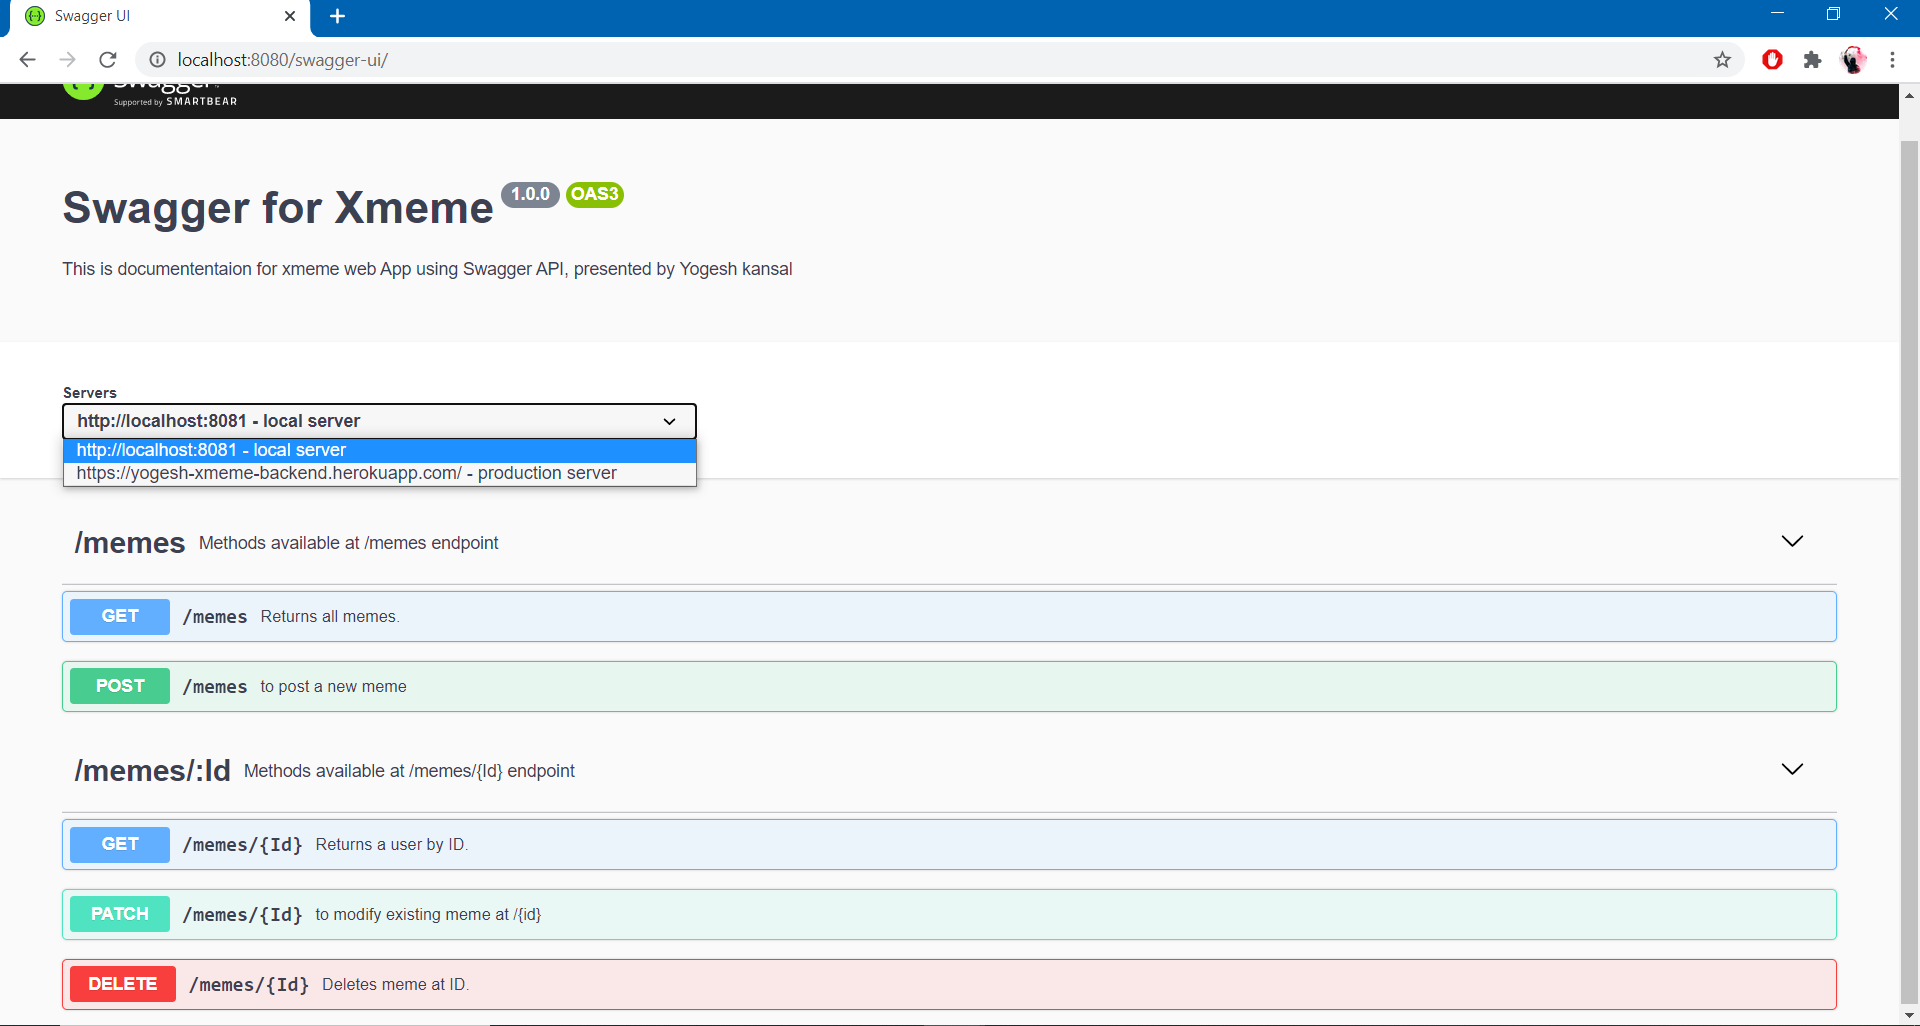 Swagger UI
localhost:8080/swagger-ui/
Swagger
Supported by SMARTBEAR
Swagger for Xmeme 1.0.0 OAS3
This is documententaion for xmeme web App using Swagger API, presented by Yogesh kansal
Servers
http://localhost:8081 - local server
http://localhost:8081 - local server
https://yogesh-xmeme-backend.herokuapp.com/ - production server
/memes Methods available at /memes endpoint
GET /memes Returns all memes.
POST /memes to post a new meme
/memes/:Id Methods available at /memes/{Id} endpoint
GET /memes/{Id} Returns a user by ID.
PATCH /memes/{Id} to modify existing meme at /{id}
DELETE /memes/{Id} Deletes meme at ID.